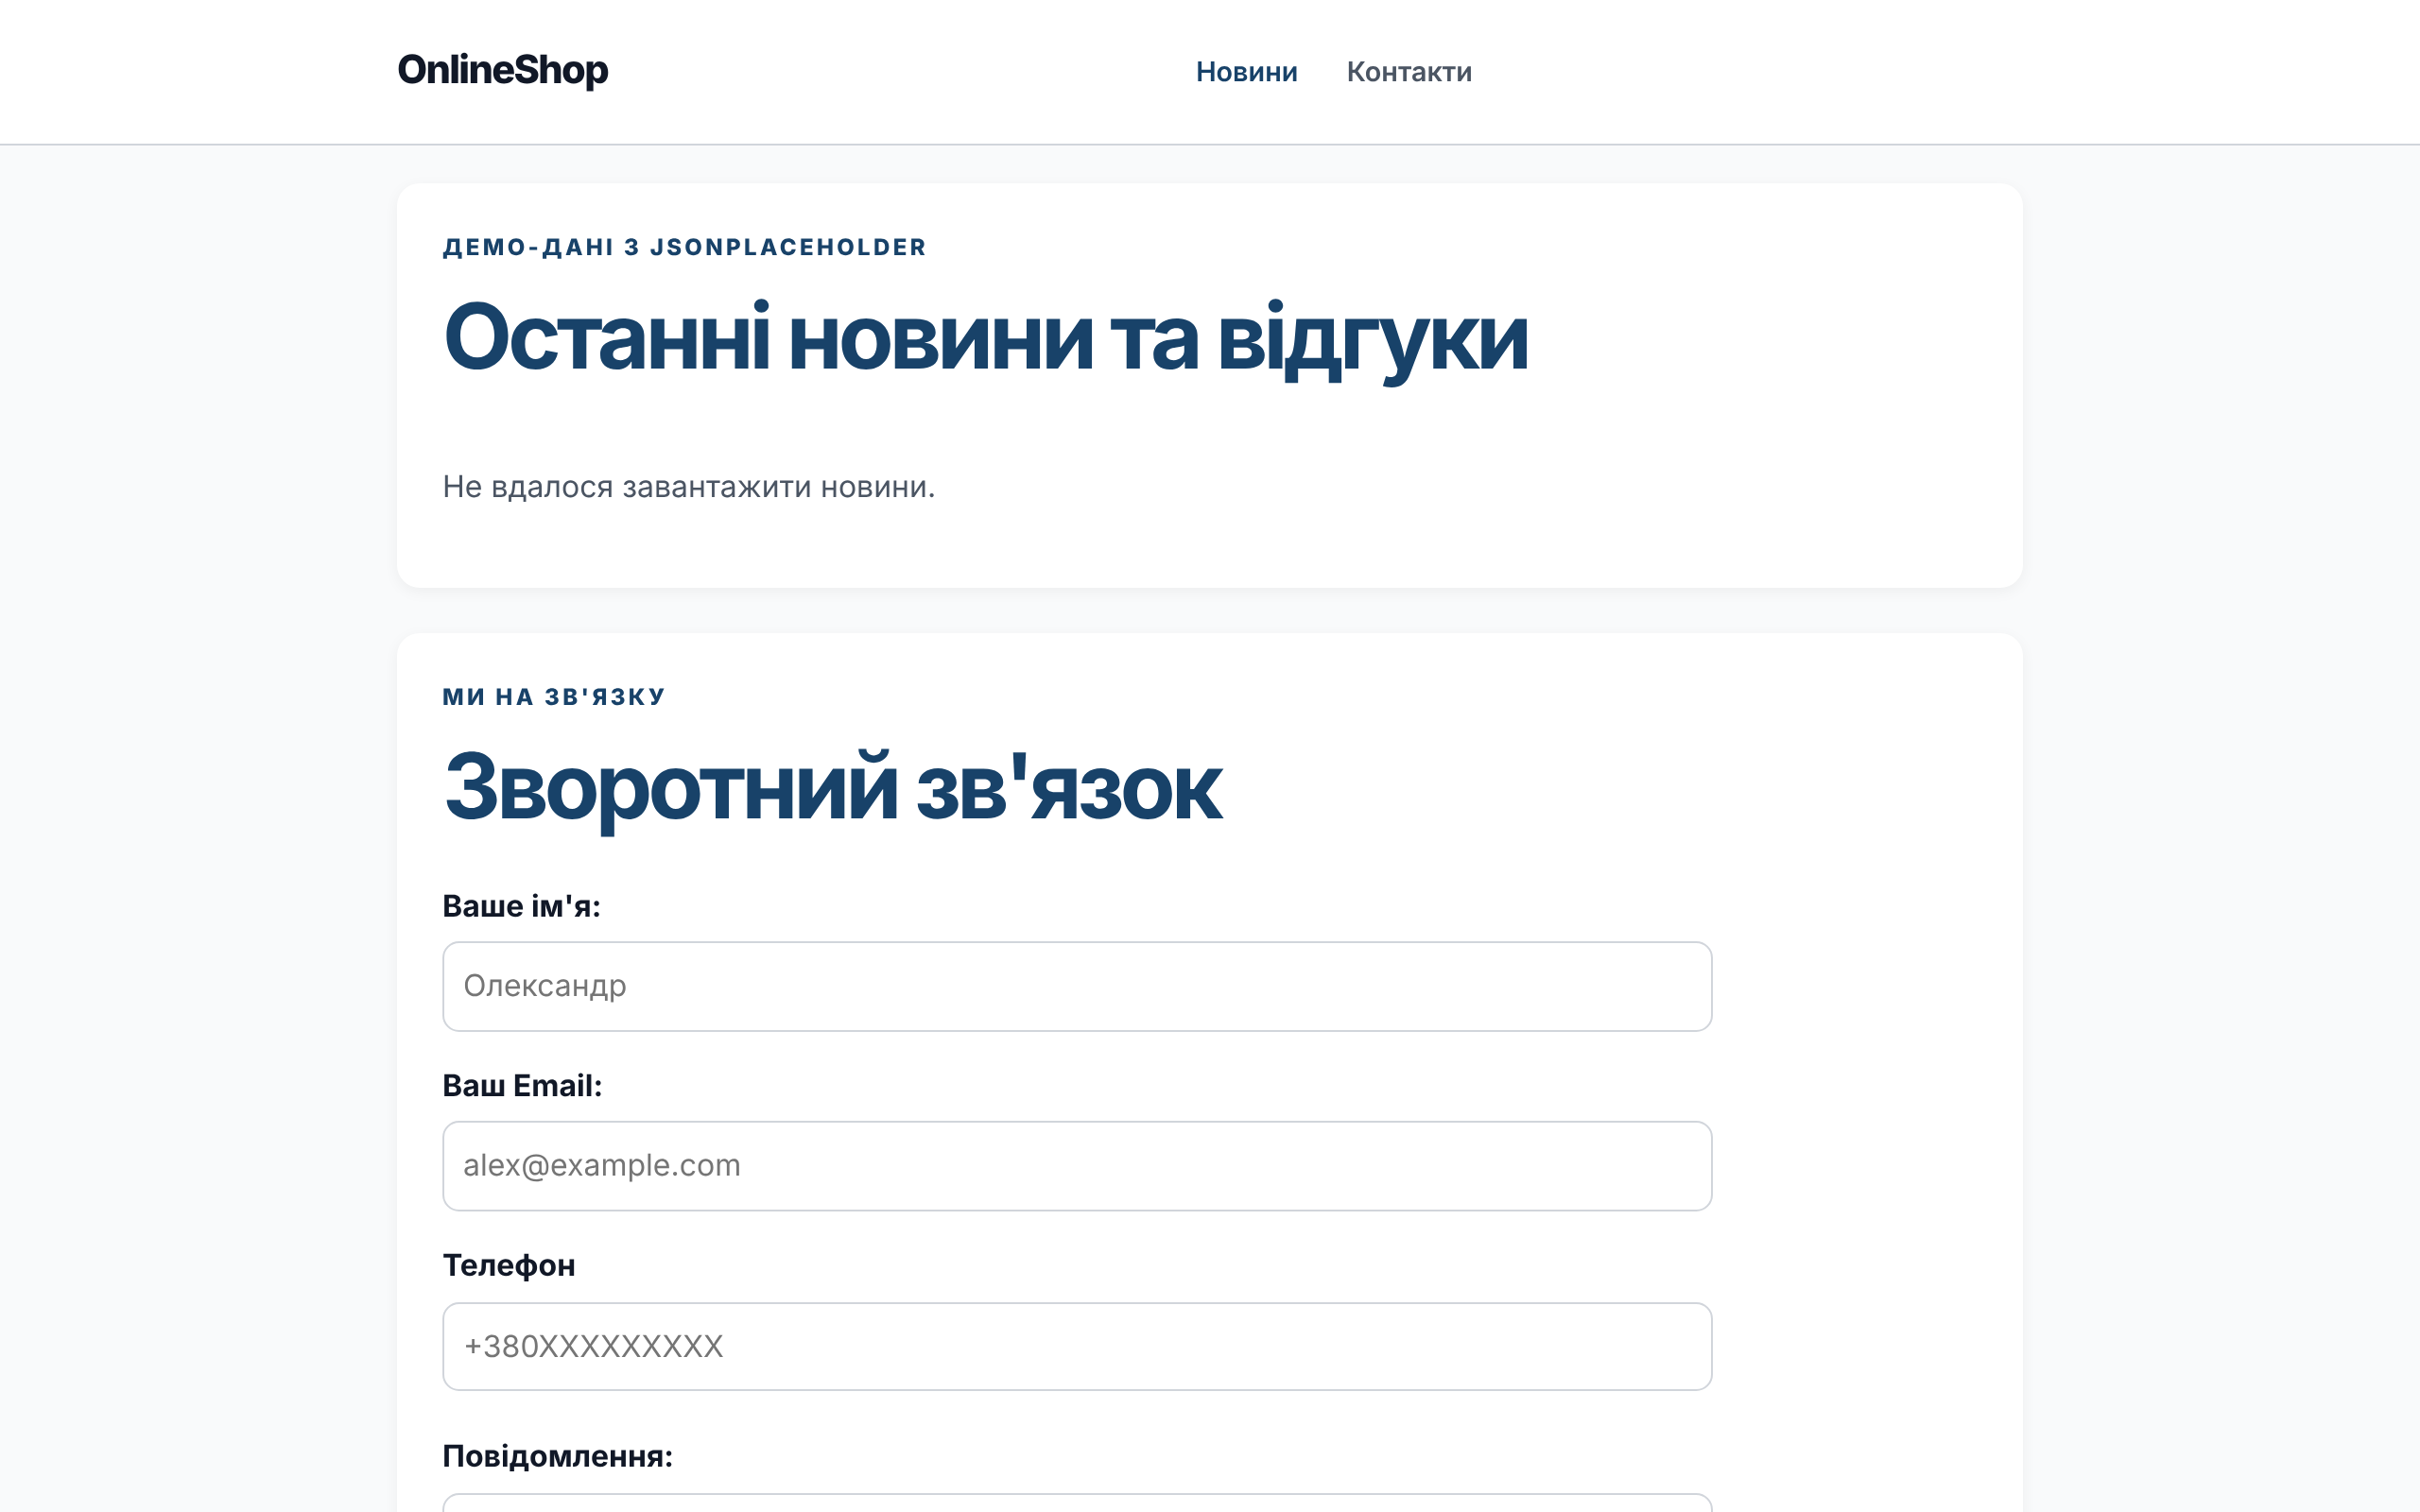 OnlineShop
Новини
Контакти
ДЕМО-ДАНІ З JSONPLACEHOLDER
Останні новини та відгуки
Не вдалося завантажити новини.
МИ НА ЗВ'ЯЗКУ
Зворотний зв'язок
Ваше ім'я:
Олександр
Ваш Email:
alex@example.com
Телефон
+380XXXXXXXXX
Повідомлення: